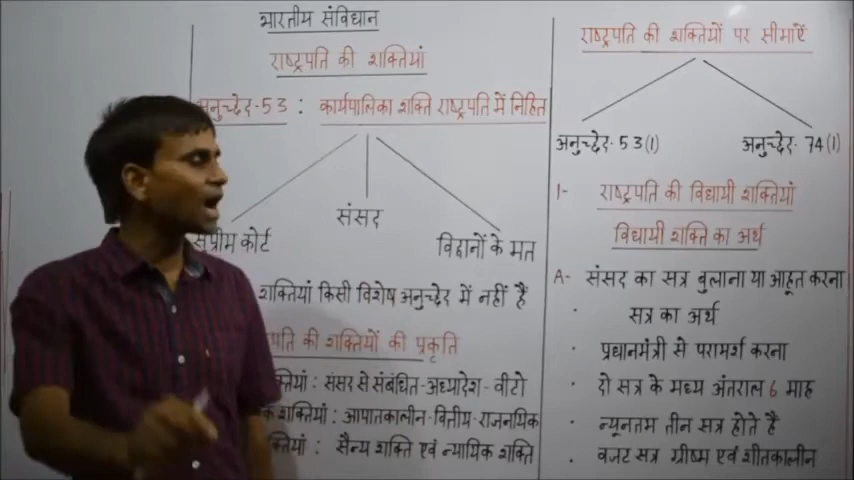 भारतीय संविधान
राष्ट्रपति की शक्तियां
अनुच्छेद-53 : कार्यपालिका शक्ति राष्ट्रपति में निहित
संसद
सुप्रीम कोर्ट
विद्वानों के मत
शक्तियां किसी विशेष अनुच्छेद में नहीं हैं
की शक्तियों की प्रकृति
: संसद से संबंधित-अध्यादेश-वीटो
शक्तियां : आपातकालीन-वित्तीय-राजनयिक
: सैन्य शक्ति एवं न्यायिक शक्ति
राष्ट्रपति की शक्तियों पर सीमाएँ
अनुच्छेद-53(1)
अनुच्छेद-74(1)
1- राष्ट्रपति की विधायी शक्तियां
विधायी शक्ति का अर्थ
A- संसद का सत्र बुलाना या आहूत करना
· सत्र का अर्थ
· प्रधानमंत्री से परामर्श करना
· दो सत्र के मध्य अंतराल 6 माह
· न्यूनतम तीन सत्र होते है
· बजट सत्र ग्रीष्म एवं शीतकालीन